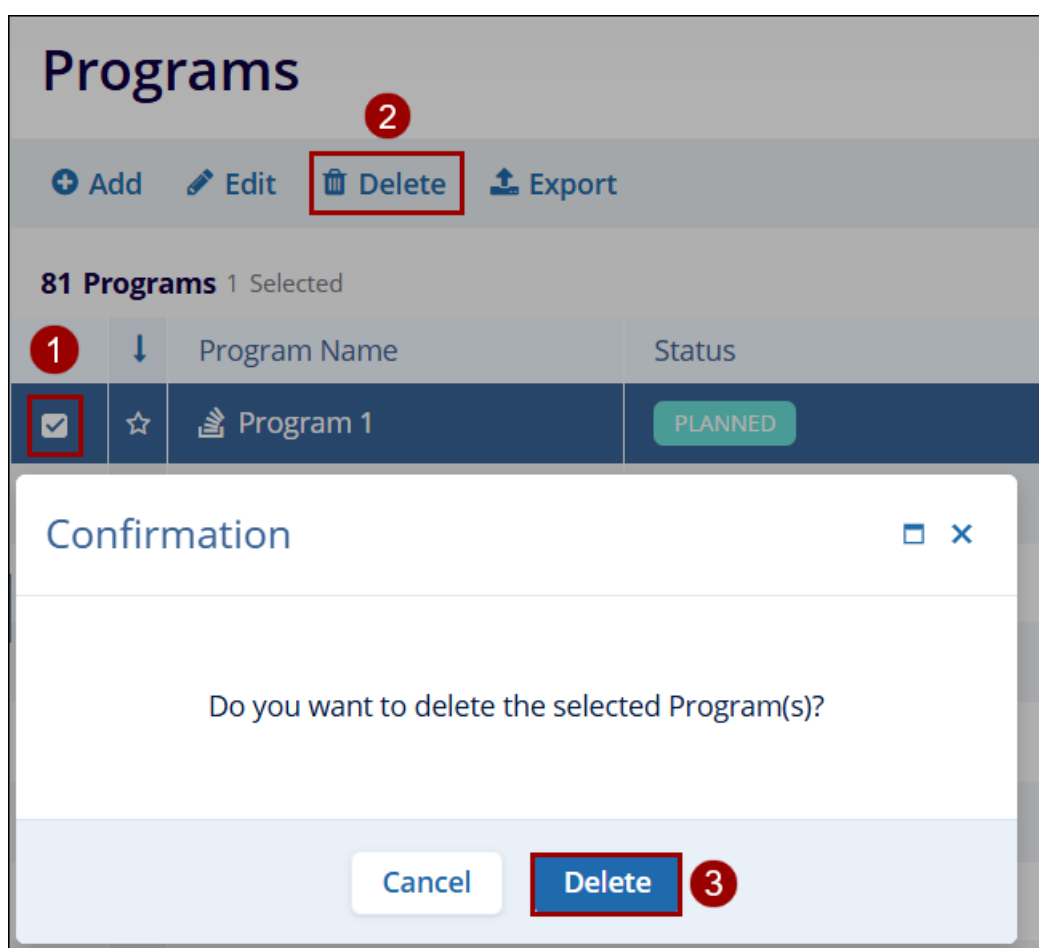 Programs
2
Add Edit Delete Export
81 Programs 1 Selected
1 Program Name Status
Program 1 PLANNED
Confirmation
Do you want to delete the selected Program(s)?
Cancel Delete 3